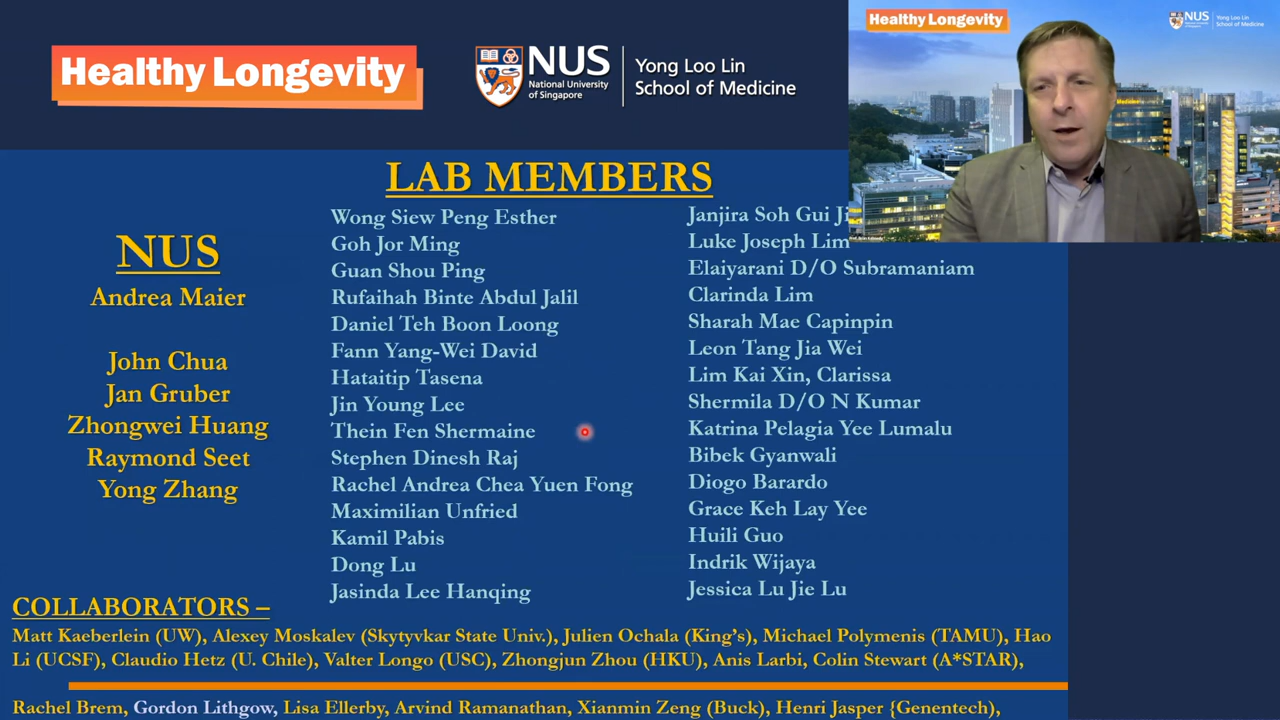 Healthy Longevity
NUS
National University
of Singapore
Yong Loo Lin
School of Medicine
Healthy Longevity
NUS
Yong Loo Lin
School of Medicine
LAB MEMBERS
NUS
Andrea Maier
John Chua
Jan Gruber
Zhongwei Huang
Raymond Seet
Yong Zhang
Wong Siew Peng Esther
Goh Jor Ming
Guan Shou Ping
Rufaihah Binte Abdul Jalil
Daniel Teh Boon Loong
Fann Yang-Wei David
Hataitip Tasena
Jin Young Lee
Thein Fen Shermaine
Stephen Dinesh Raj
Rachel Andrea Chea Yuen Fong
Maximilian Unfried
Kamil Pabis
Dong Lu
Jasinda Lee Hanqing
Janjira Soh Gui
Luke Joseph Lim
Elaiyarani D/O Subramaniam
Clarinda Lim
Sharah Mae Capinpin
Leon Tang Jia Wei
Lim Kai Xin, Clarissa
Shermila D/O N Kumar
Katrina Pelagia Yee Lumalu
Bibek Gyanwali
Diogo Barardo
Grace Keh Lay Yee
Huili Guo
Indrik Wijaya
Jessica Lu Jie Lu
COLLABORATORS –
Matt Kaeberlein (UW), Alexey Moskalev (Skytyvkar State Univ.), Julien Ochala (King's), Michael Polymenis (TAMU), Hao
Li (UCSF), Claudio Hetz (U. Chile), Valter Longo (USC), Zhongjun Zhou (HKU), Anis Larbi, Colin Stewart (A*STAR),
Rachel Brem, Gordon Lithgow, Lisa Ellerby, Arvind Ramanathan, Xianmin Zeng (Buck), Henri Jasper {Genentech),